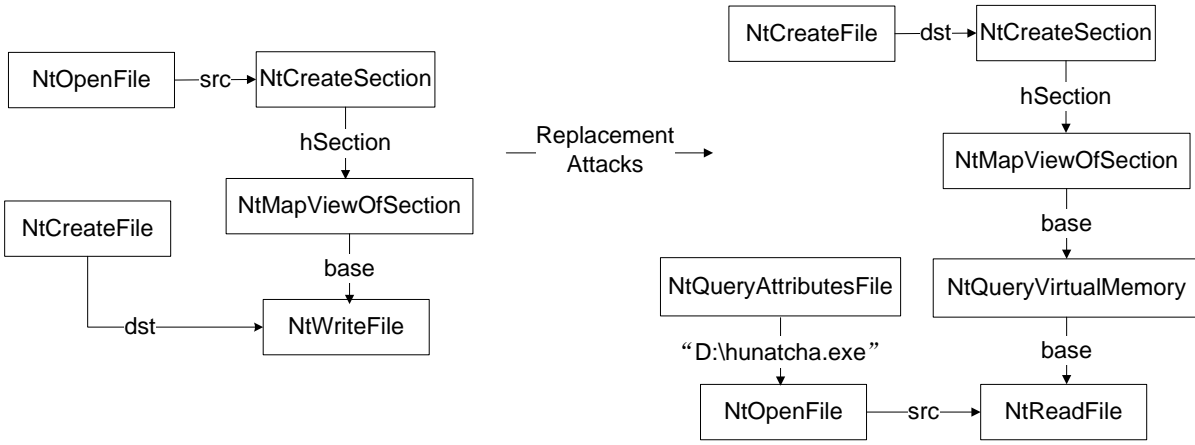 NtOpenFile
src
NtCreateSection
hSection
NtMapViewOfSection
NtCreateFile
base
dst
NtWriteFile
Replacement
Attacks
NtCreateFile
dst
NtCreateSection
hSection
NtMapViewOfSection
base
NtQueryAttributesFile
NtQueryVirtualMemory
“D:\hunatcha.exe”
base
NtOpenFile
src
NtReadFile